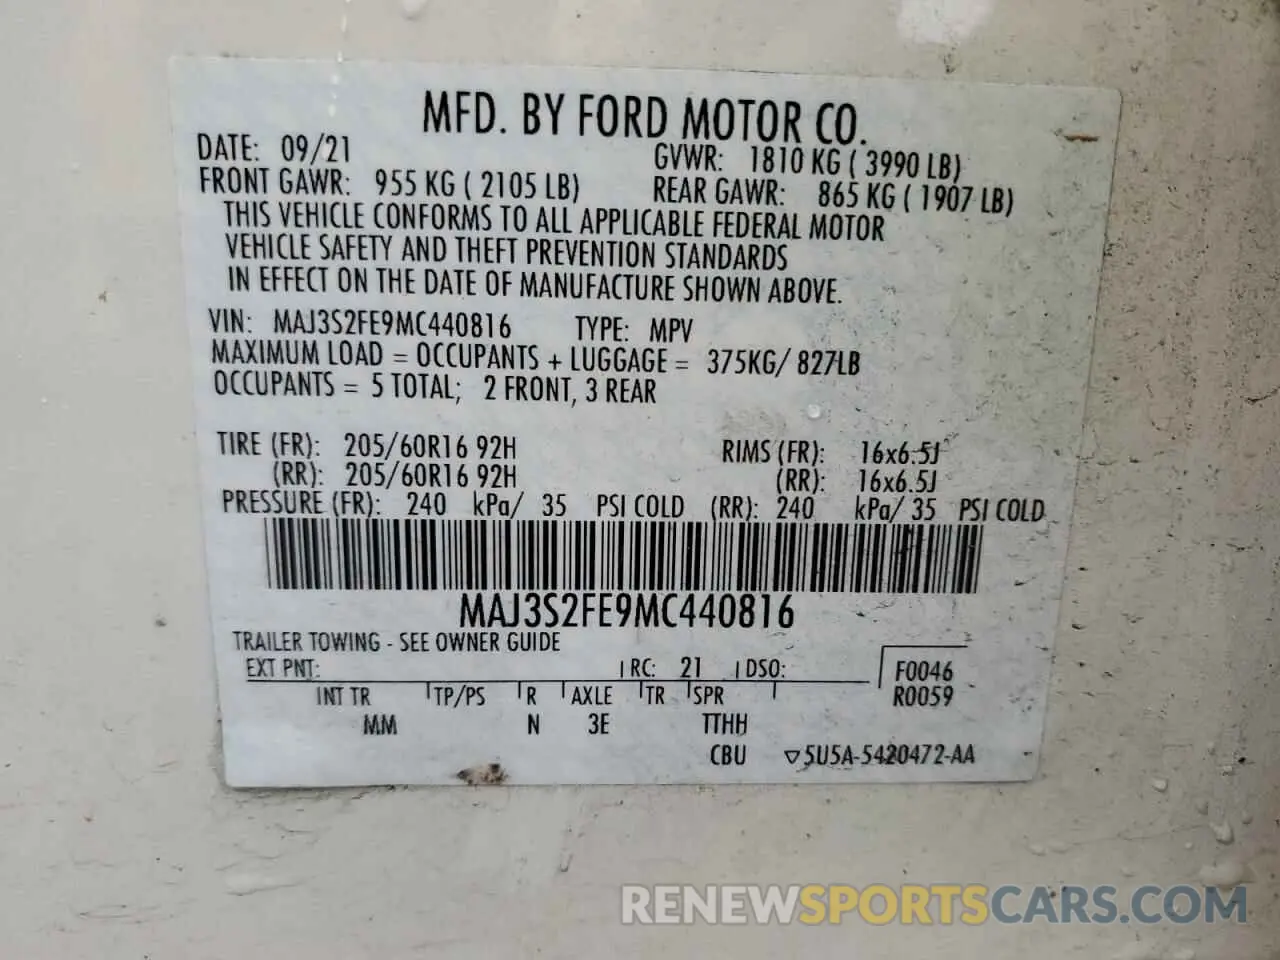 MFD. BY FORD MOTOR CO.
DATE: 09/21 GVWR: 1810 KG ( 3990 LB)
FRONT GAWR: 955 KG ( 2105 LB) REAR GAWR: 865 KG ( 1907 LB)
THIS VEHICLE CONFORMS TO ALL APPLICABLE FEDERAL MOTOR
VEHICLE SAFETY AND THEFT PREVENTION STANDARDS
IN EFFECT ON THE DATE OF MANUFACTURE SHOWN ABOVE.
VIN: MAJ3S2FE9MC440816 TYPE: MPV
MAXIMUM LOAD = OCCUPANTS + LUGGAGE = 375KG/ 827LB
OCCUPANTS = 5 TOTAL; 2 FRONT, 3 REAR
TIRE (FR): 205/60R16 92H RIMS (FR): 16x6.5J
(RR): 205/60R16 92H (RR): 16x6.5J
PRESSURE (FR): 240 kPa/ 35 PSI COLD (RR): 240 kPa/ 35 PSI COLD
MAJ3S2FE9MC440816
TRAILER TOWING - SEE OWNER GUIDE
EXT PNT: RC: 21 DSO: F0046
INT TR TP/PS R AXLE TR SPR R0059
MM N 3E TTHH
CBU ▽5U5A-5420472-AA
RENEWSPORTSCARS.COM